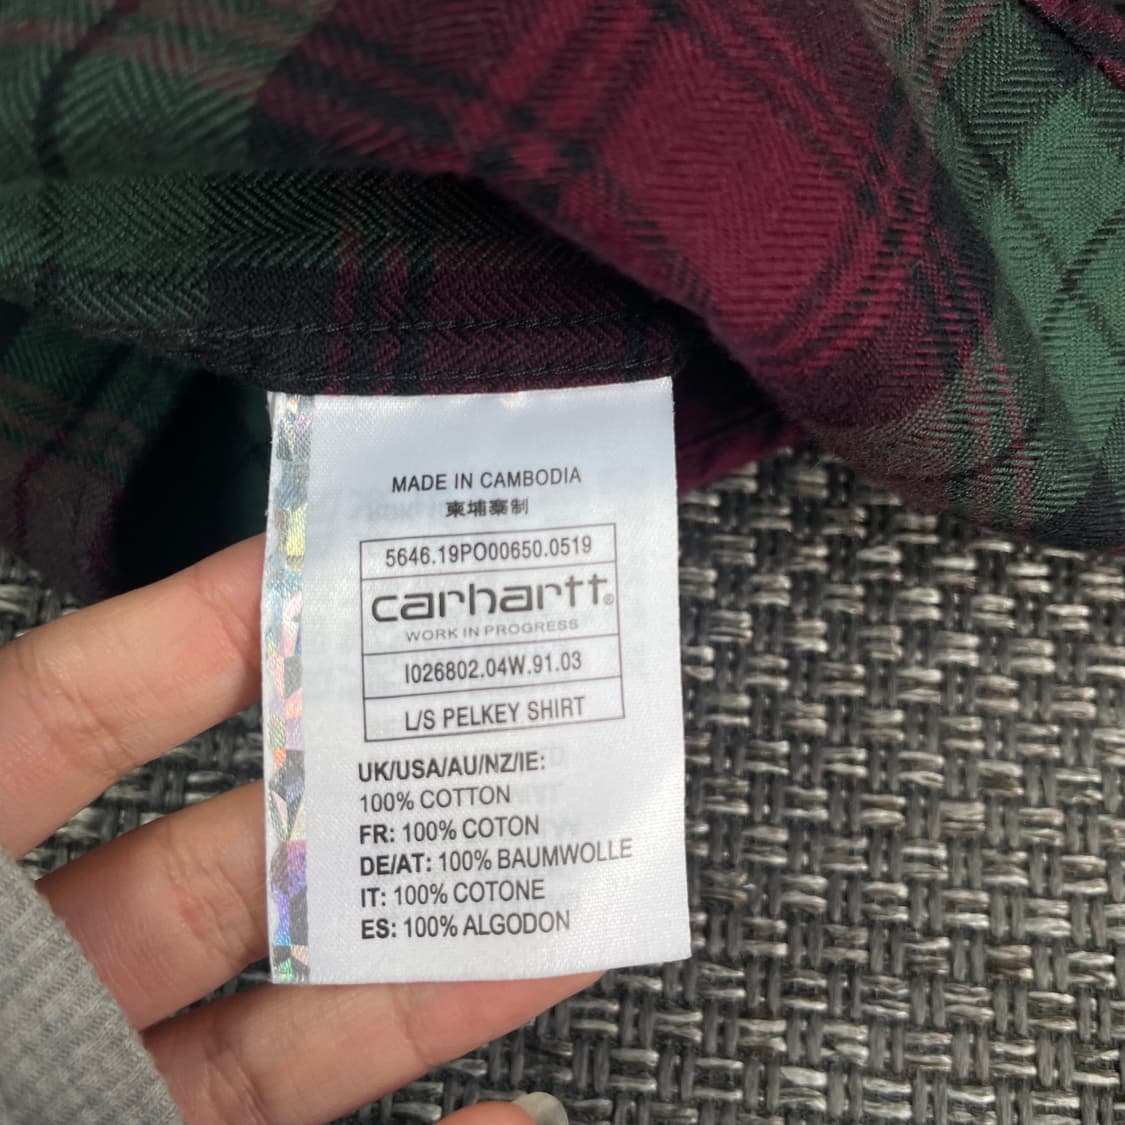 MADE IN CAMBODIA
柬埔寨制
5646.19PO00650.0519
carhartt®
WORK IN PROGRESS
I026802.04W.91.03
L/S PELKEY SHIRT
UK/USA/AU/NZ/IE:
100% COTTON
FR: 100% COTON
DE/AT: 100% BAUMWOLLE
IT: 100% COTONE
ES: 100% ALGODON